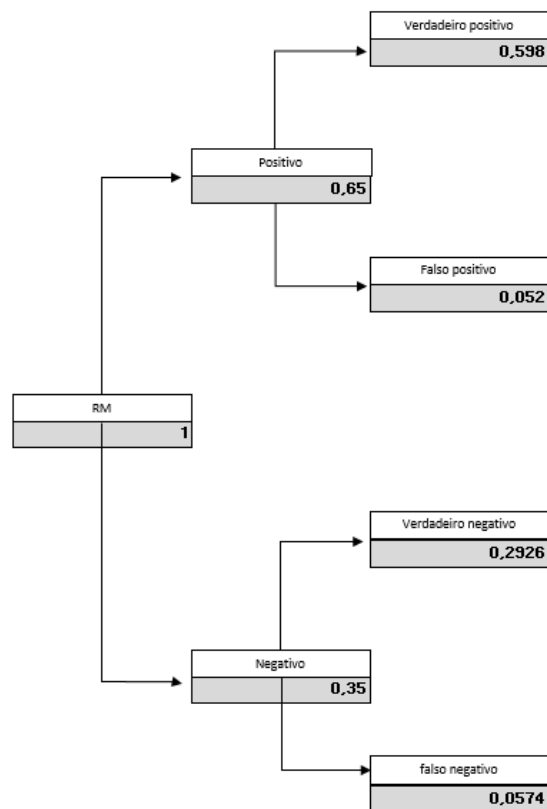 Verdadeiro positivo
0,598
Positivo
0,65
Falso positivo
0,052
RM
1
Verdadeiro negativo
0,2926
Negativo
0,35
falso negativo
0,0574